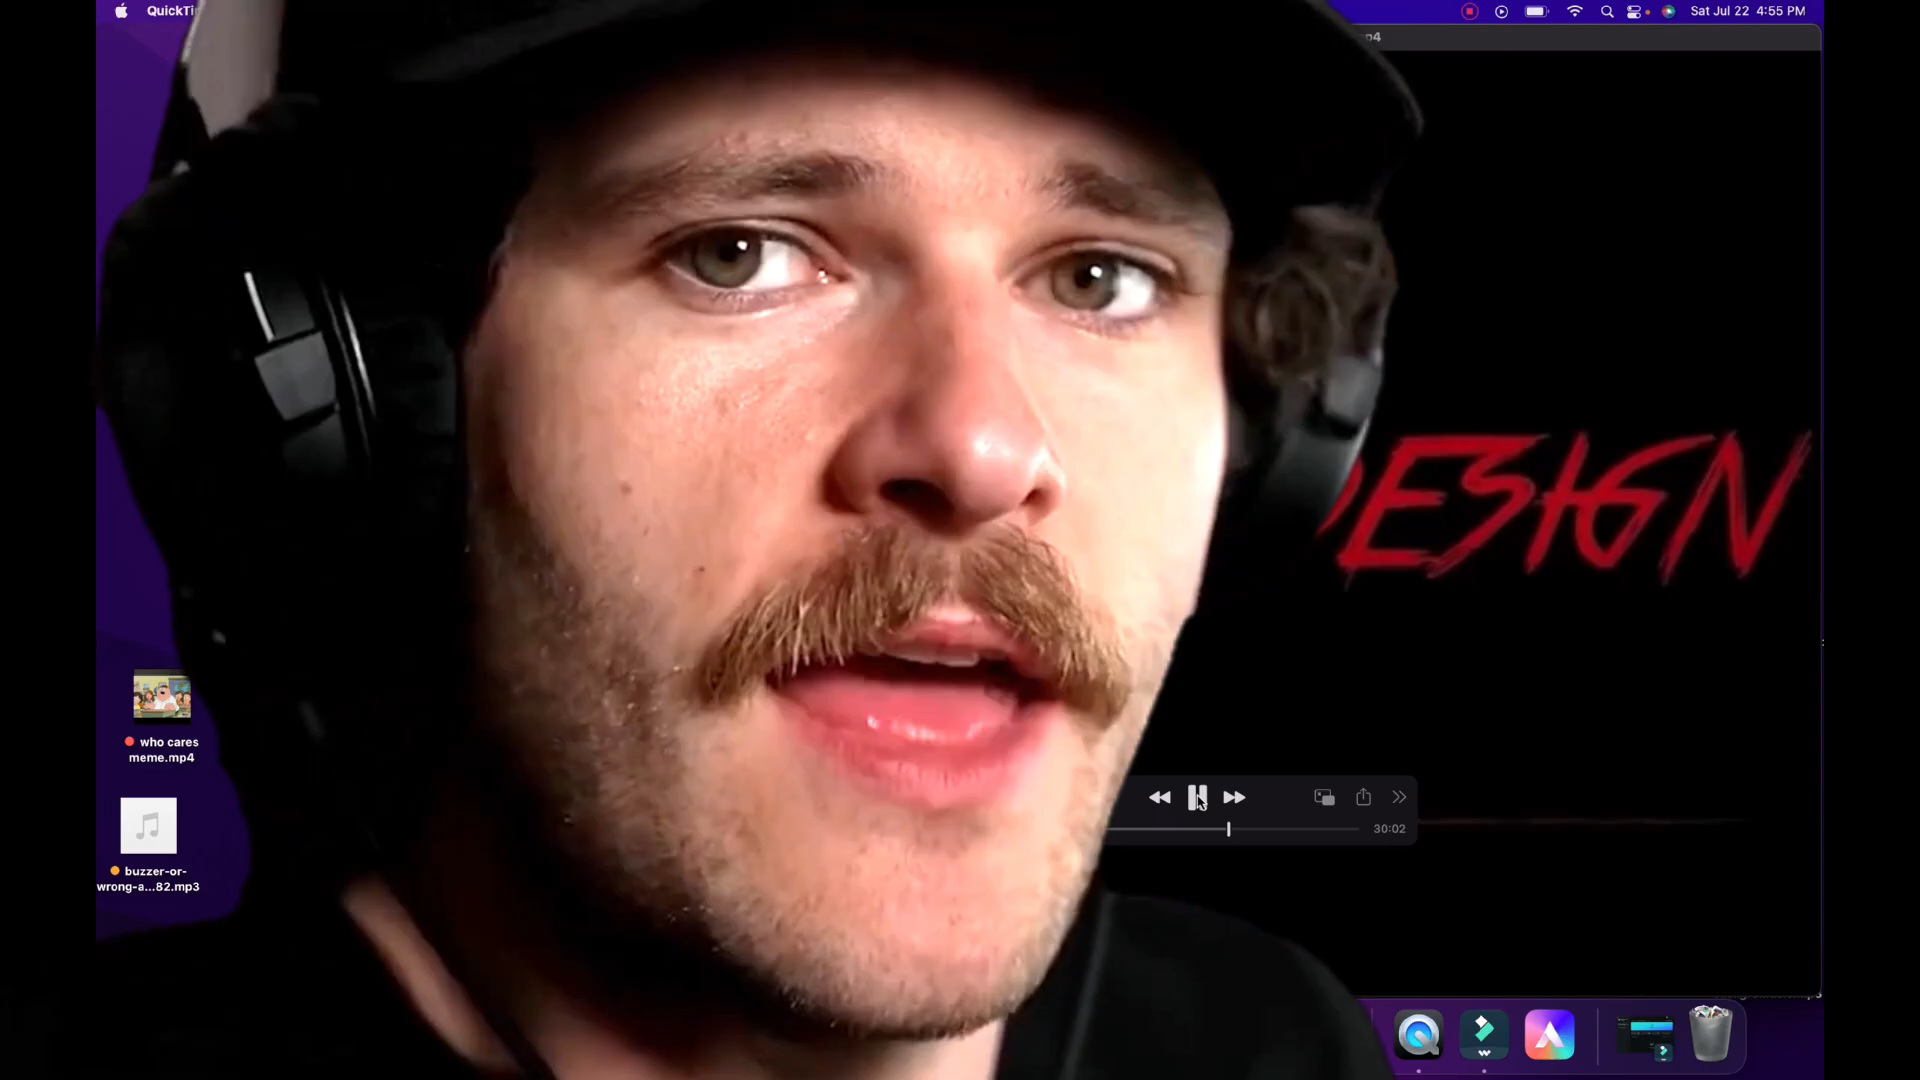 QuickTi
Sat Jul 22 4:55 PM
p4
DESIGN
who cares
meme.mp4
30:02
buzzer-or-
wrong-a...82.mp3